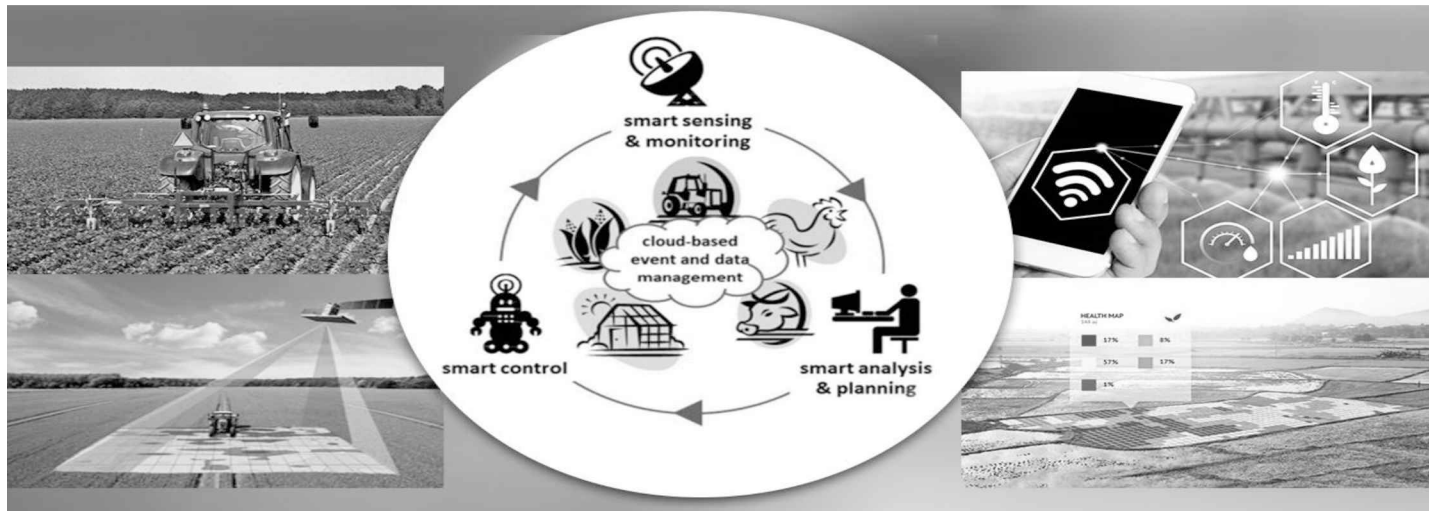 smart sensing
& monitoring
cloud-based
event and data
management
smart control
smart analysis
& planning
HEALTH MAP
17%
8%
57%
17%
1%